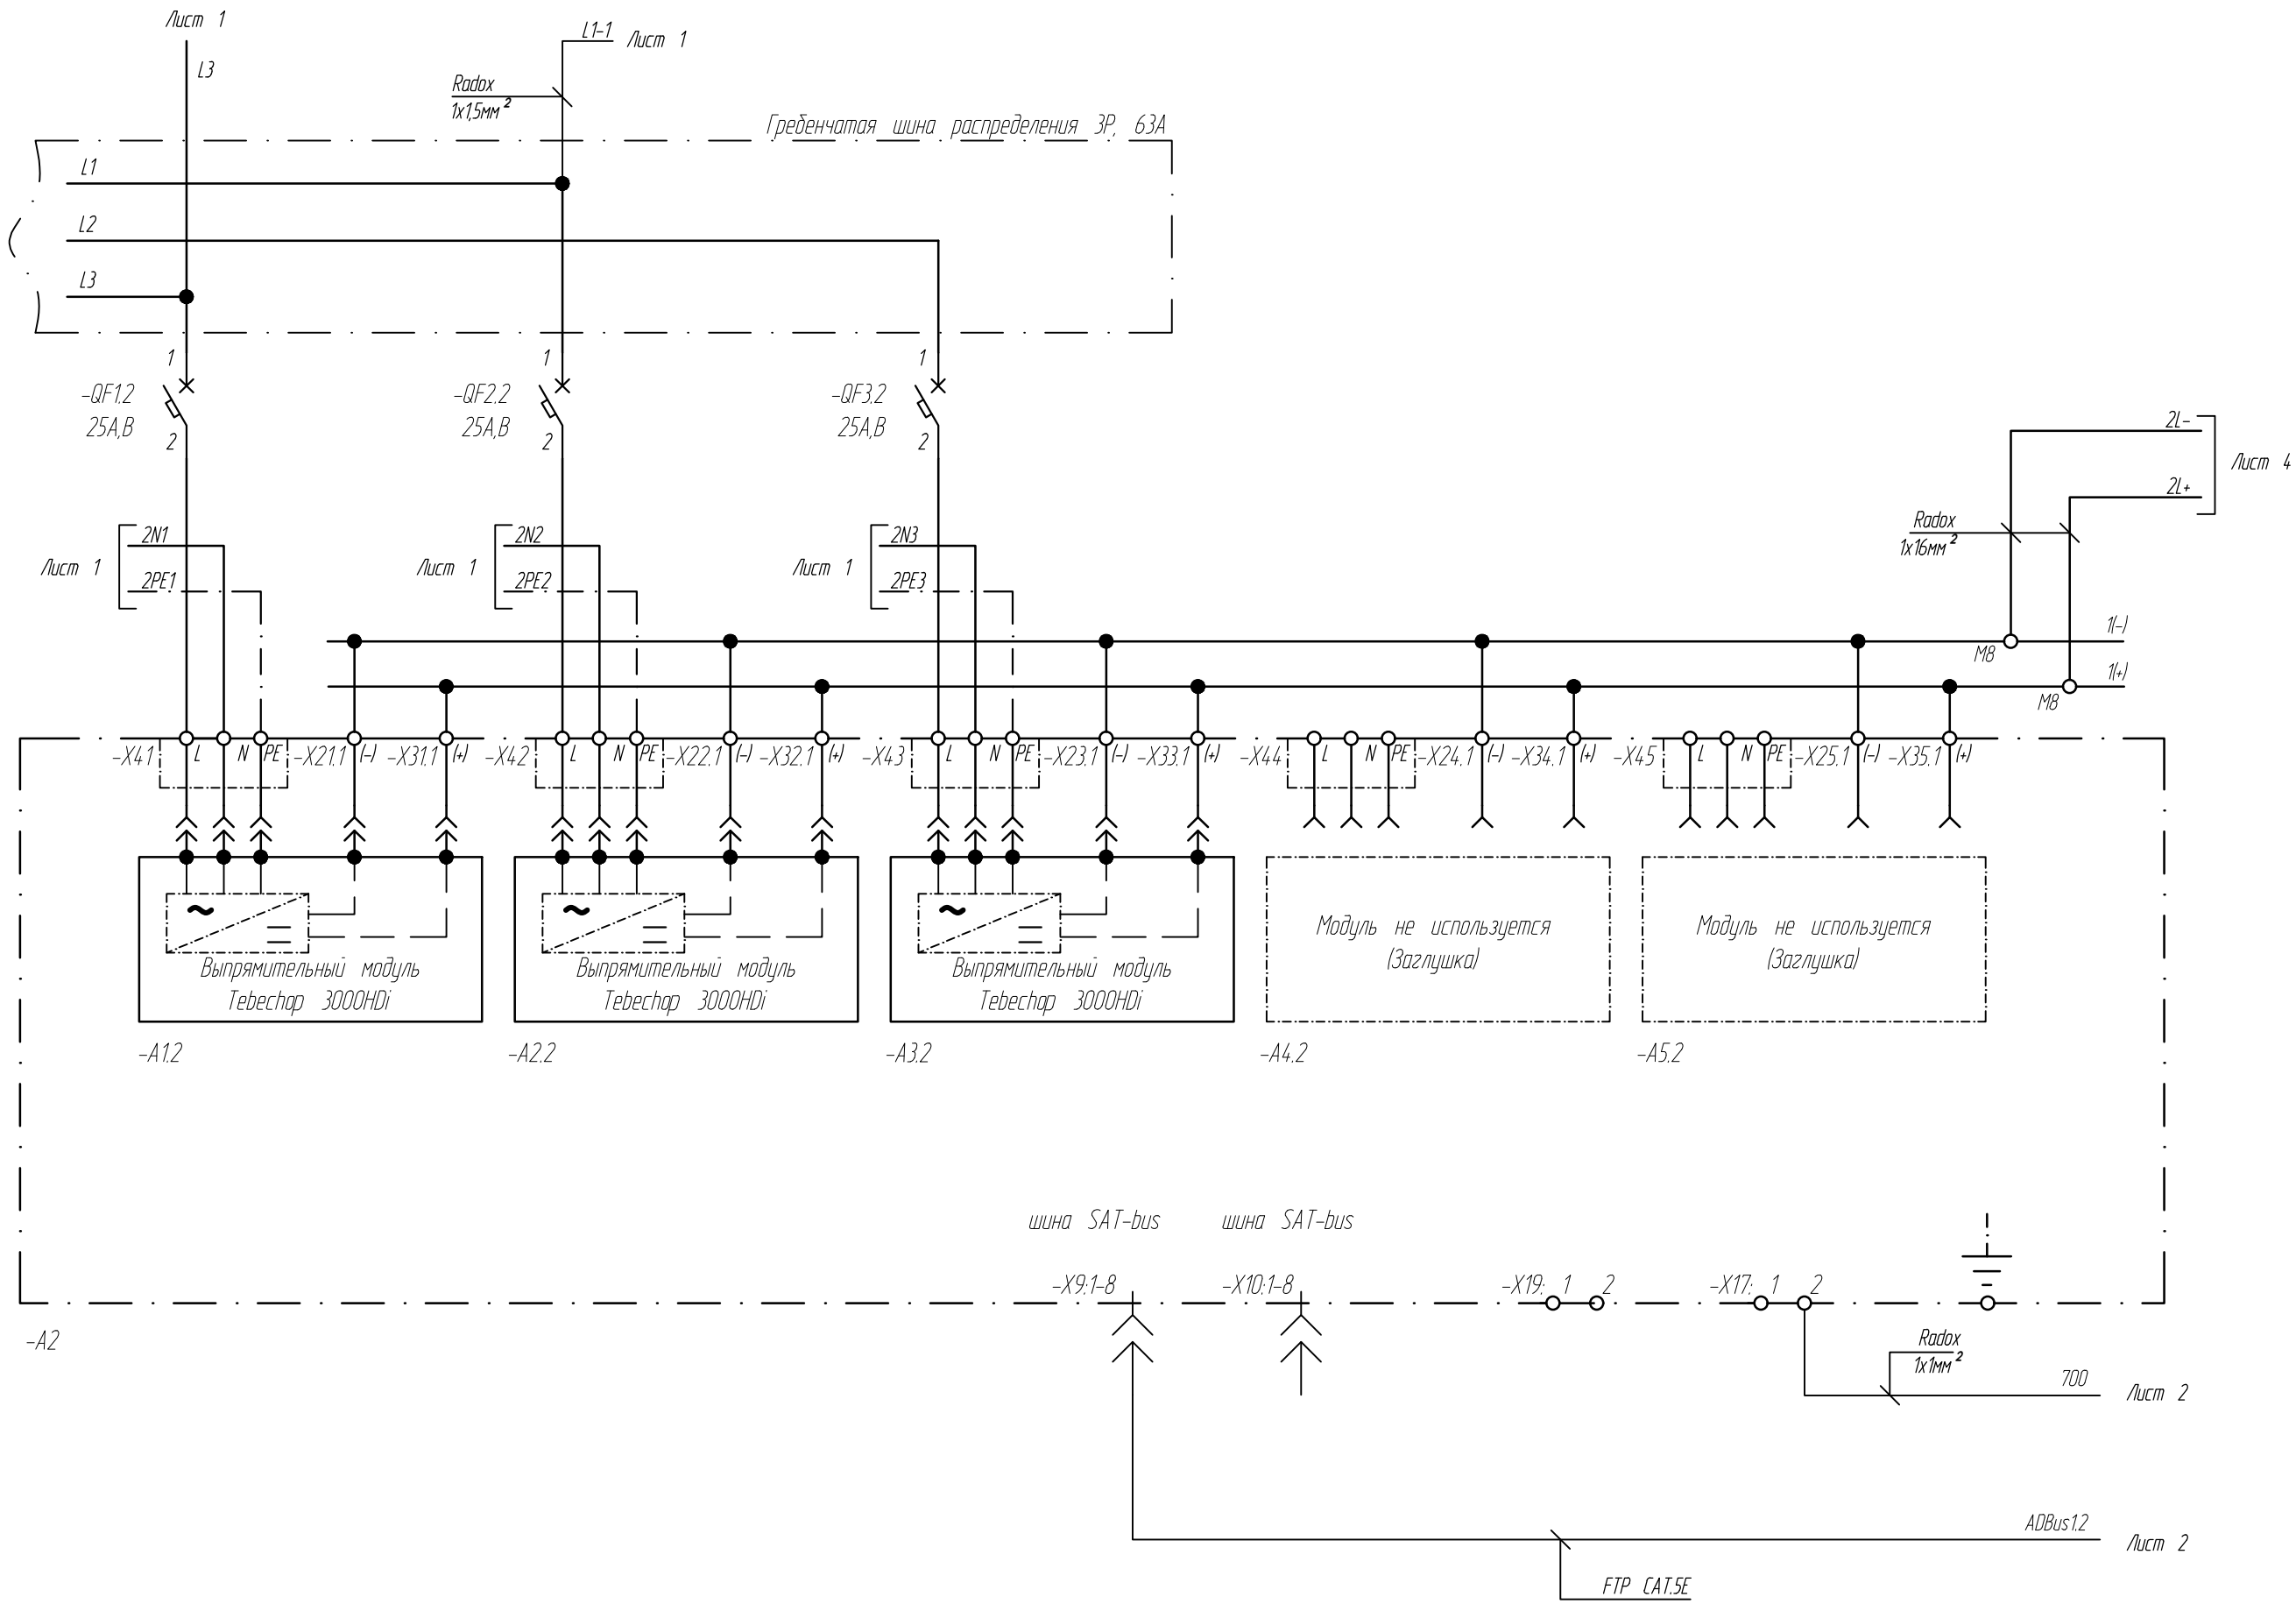 Лист 1
L3
L1-1 Лист 1
Radox
1x1,5мм²
Гребенчатая шина распределения 3P, 63А
L1
L2
L3
1
-QF1.2
25А,В
2
1
-QF2.2
25А,В
2
1
-QF3.2
25А,В
2
2L-
2L+
Лист 4
Radox
1x16мм²
2N1
Лист 1
2PE1
2N2
Лист 1
2PE2
2N3
Лист 1
2PE3
1(-)
M8
1(+)
M8
-X4.1 L N PE -X21.1 (-) -X31.1 (+)
-X4.2 L N PE -X22.1 (-) -X32.1 (+)
-X4.3 L N PE -X23.1 (-) -X33.1 (+)
-X4.4 L N PE -X24.1 (-) -X34.1 (+)
-X4.5 L N PE -X25.1 (-) -X35.1 (+)
Выпрямительный модуль
Tebechop 3000HDi
Выпрямительный модуль
Tebechop 3000HDi
Выпрямительный модуль
Tebechop 3000HDi
Модуль не используется
(Заглушка)
Модуль не используется
(Заглушка)
-A1.2
-A2.2
-A3.2
-A4.2
-A5.2
шина SAT-bus
шина SAT-bus
-X9:1-8
-X10:1-8
-X19: 1 2
-X17: 1 2
-A2
Radox
1x1мм²
700
Лист 2
ADBus1.2
Лист 2
FTP CAT.5E